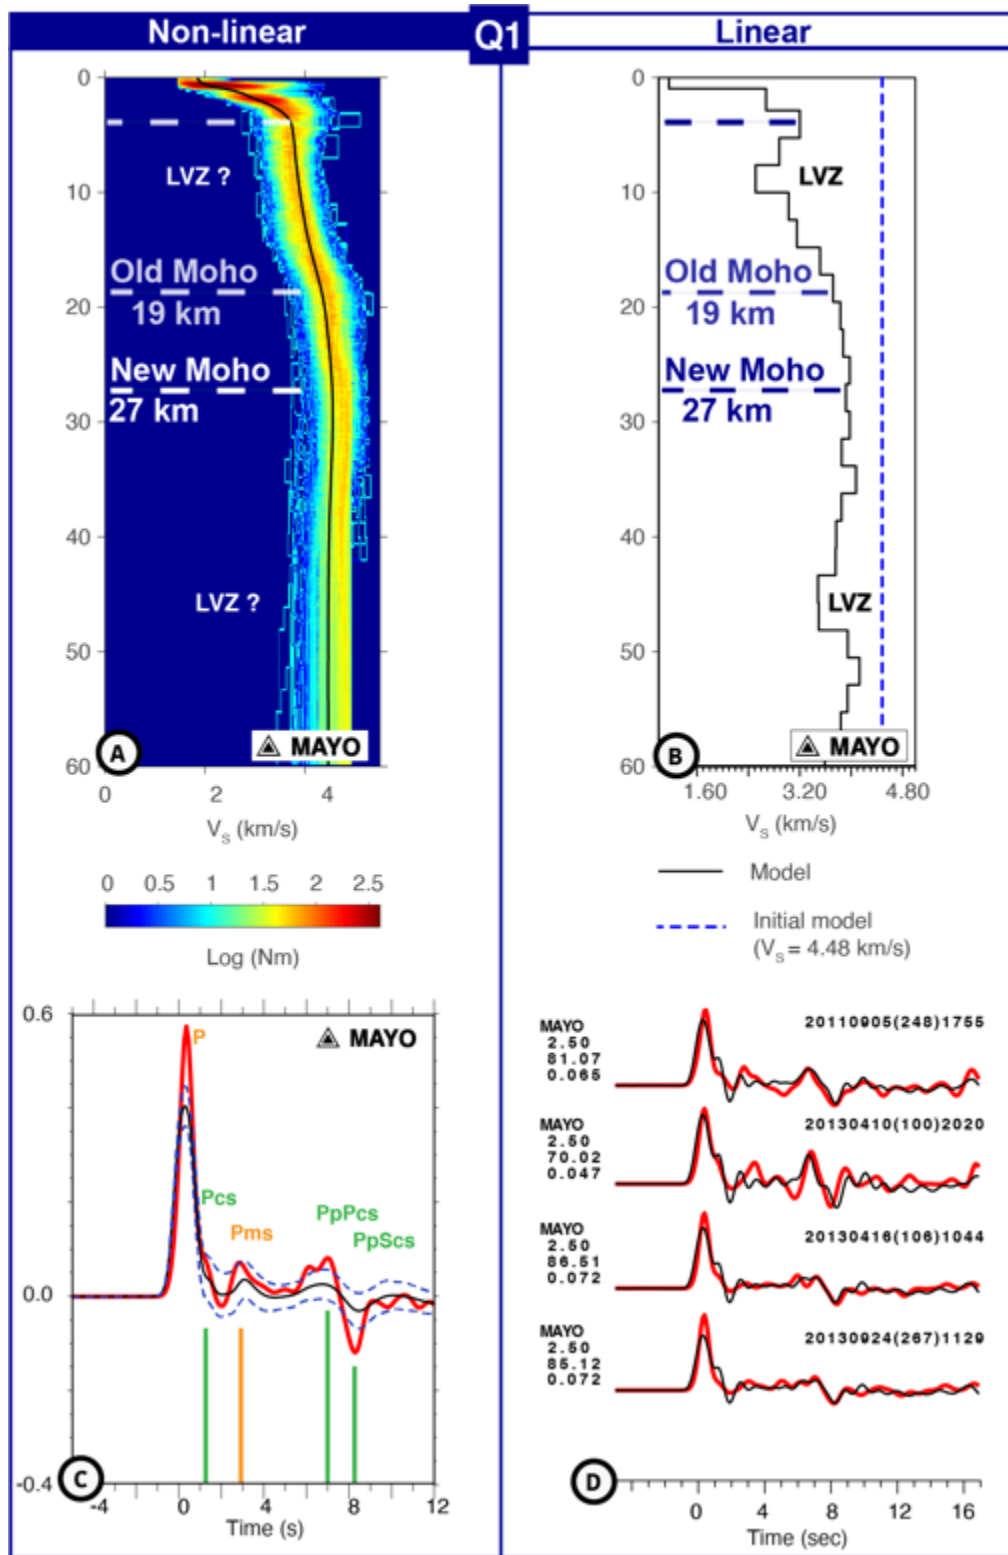 Non-linear
Q1
Linear
0
10
20
30
40
50
60
LVZ ?
Old Moho
19 km
New Moho
27 km
LVZ ?
A
MAYO
0 2 4
Vs (km/s)
0 0.5 1 1.5 2 2.5
Log (Nm)
0
10
20
30
40
50
60
LVZ
Old Moho
19 km
New Moho
27 km
LVZ
B
MAYO
1.60 3.20 4.80
Vs (km/s)
Model
Initial model
(Vs = 4.48 km/s)
0.6
0.0
-0.4
MAYO
P
Pcs
Pms
PpPcs
PpScs
C
-4 0 4 8 12
Time (s)
MAYO
2.50
81.07
0.065
20110905(248)1755
MAYO
2.50
70.02
0.047
20130410(100)2020
MAYO
2.50
86.51
0.072
20130416(106)1044
MAYO
2.50
85.12
0.072
20130924(267)1129
D
0 4 8 12 16
Time (sec)